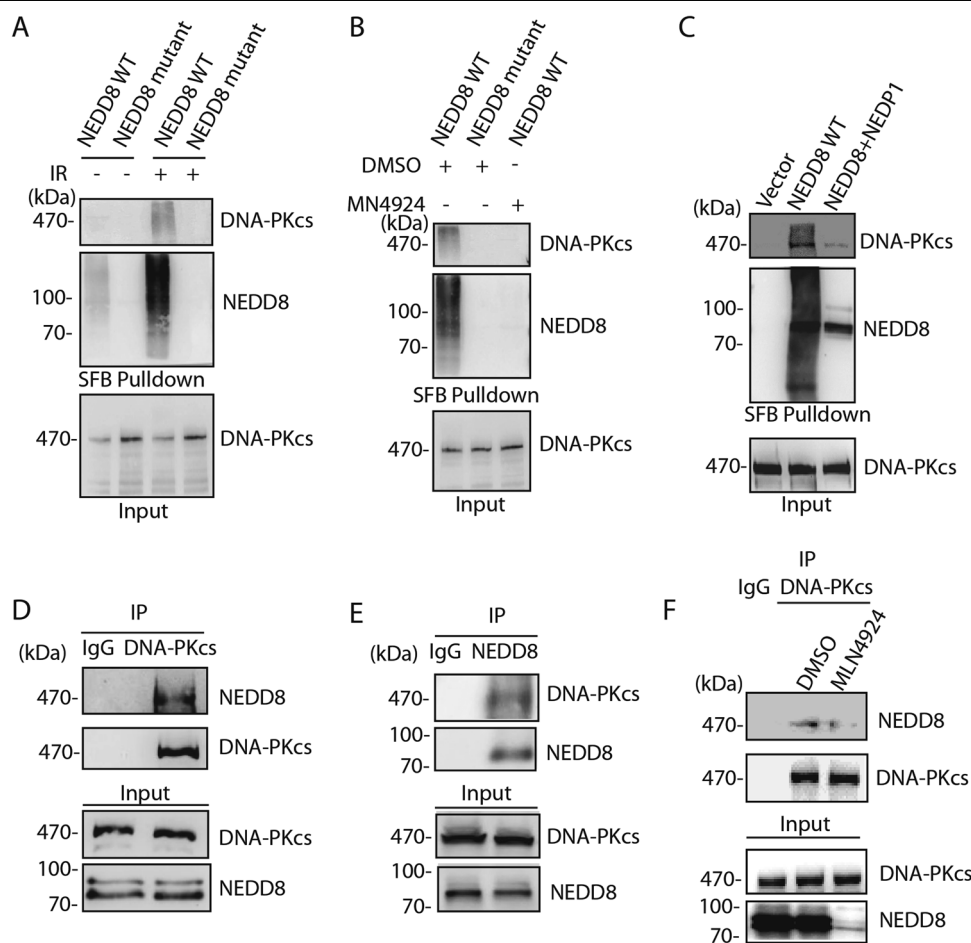 A
NEDD8 WT
NEDD8 mutant
NEDD8 WT
NEDD8 mutant
IR - - + +
(kDa)
470- DNA-PKcs
100- NEDD8
70-
SFB Pulldown
470- DNA-PKcs
Input
B
NEDD8 WT
NEDD8 mutant
NEDD8 WT
DMSO + + -
MN4924 - - +
(kDa)
470- DNA-PKcs
100- NEDD8
70-
SFB Pulldown
470- DNA-PKcs
Input
C
Vector
NEDD8 WT
NEDD8+NEDP1
(kDa)
470- DNA-PKcs
100- NEDD8
70-
SFB Pulldown
470- DNA-PKcs
Input
D
IP
(kDa) IgG DNA-PKcs
470- NEDD8
470- DNA-PKcs
Input
470- DNA-PKcs
100- NEDD8
70-
E
IP
(kDa) IgG NEDD8
470- DNA-PKcs
100- NEDD8
70-
Input
470- DNA-PKcs
100- NEDD8
70-
F
IP
IgG DNA-PKcs
DMSO
MLN4924
(kDa)
470- NEDD8
470- DNA-PKcs
Input
470- DNA-PKcs
100- NEDD8
70-